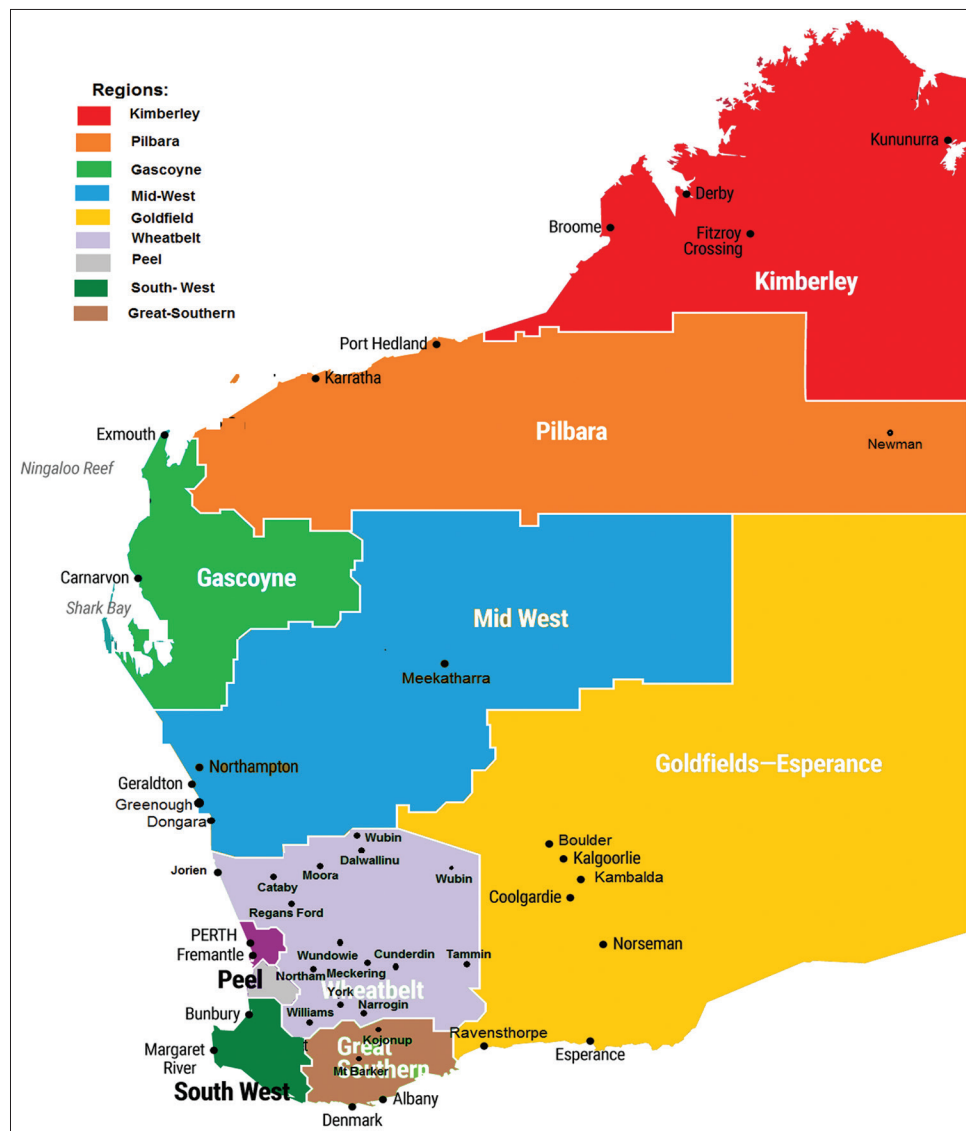 Regions:
Kimberley
Pilbara
Gascoyne
Mid-West
Goldfield
Wheatbelt
Peel
South- West
Great-Southern
Kununurra
Derby
Broome
Fitzroy
Crossing
Kimberley
Port Hedland
Karratha
Exmouth
Pilbara
Newman
Ningaloo Reef
Carnarvon
Gascoyne
Shark Bay
Mid West
Meekatharra
Northampton
Goldfields—Esperance
Geraldton
Greenough
Dongara
Wubin
Boulder
Dalwallinu
Kalgoorlie
Moora
Jorien
Wubin
Kambalda
Cataby
Coolgardie
Regans Ford
PERTH
Norseman
Fremantle
Wundowie
Cunderdin
Tammin
Peel
Northam
Meckering
Wheatbelt
York
Bunbury
Williams
Narrogin
Ravensthorpe
Kojonup
Great
Southern
Margaret
River
Esperance
Mt Barker
South West
Albany
Denmark